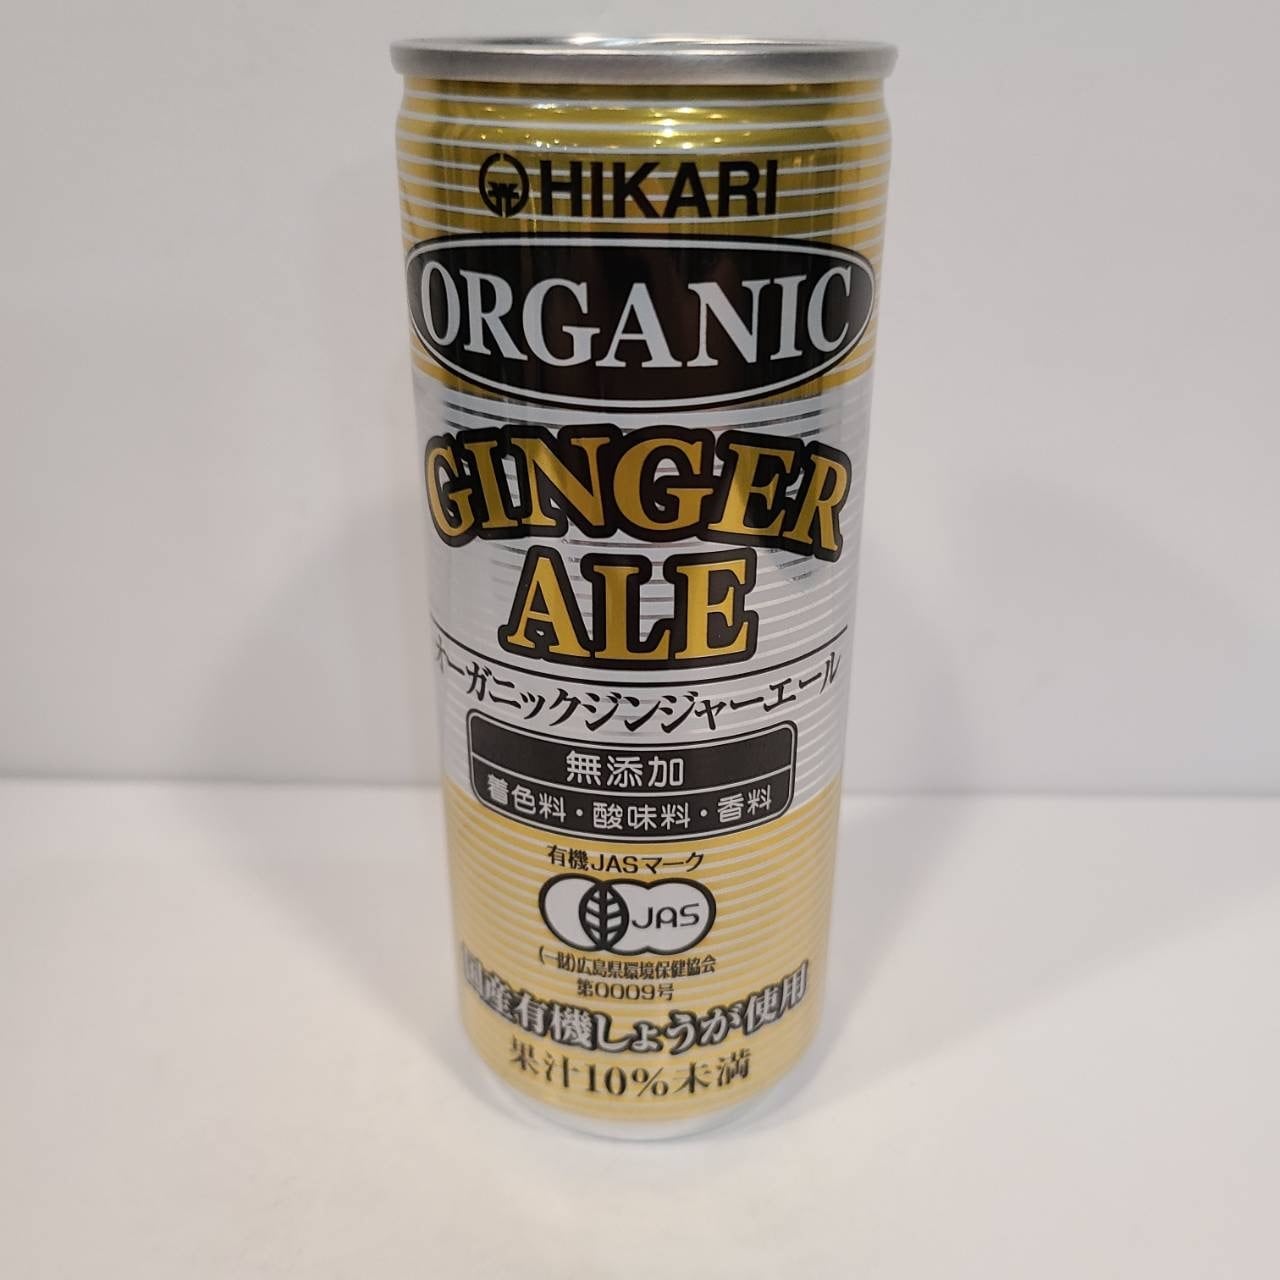 HIKARI
ORGANIC
GINGER
ALE
オーガニックジンジャーエール
無添加
着色料・酸味料・香料
有機JASマーク
JAS
(一財)広島県環境保健協会
第0009号
国産有機しょうが使用
果汁10%未満